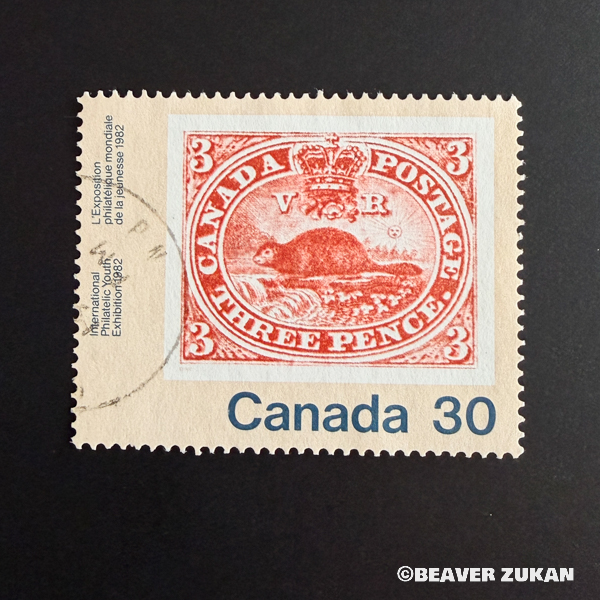 L'Exposition
philatélique mondiale
de la jeunesse 1982
International
Philatelic Youth
Exhibition 1982
3 3
CANADA POSTAGE
V R
THREE PENCE.
3 3
Canada 30
©BEAVER ZUKAN